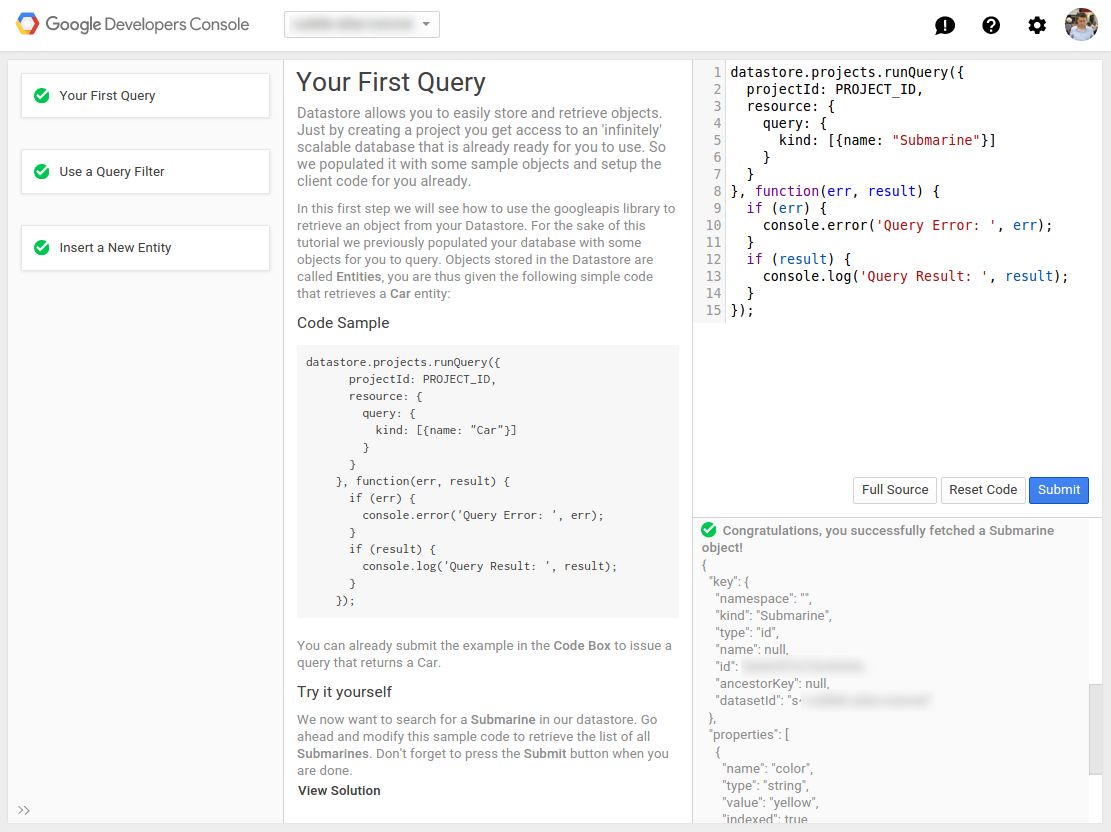 Google Developers Console
Your First Query
Use a Query Filter
Insert a New Entity
Your First Query
Datastore allows you to easily store and retrieve objects.
Just by creating a project you get access to an 'infinitely'
scalable database that is already ready for you to use. So
we populated it with some sample objects and setup the
client code for you already.
In this first step we will see how to use the googleapis library to
retrieve an object from your Datastore. For the sake of this
tutorial we previously populated your database with some
objects for you to query. Objects stored in the Datastore are
called Entities, you are thus given the following simple code
that retrieves a Car entity:
Code Sample
datastore.projects.runQuery({
projectId: PROJECT_ID,
resource: {
query: {
kind: [{name: "Car"}]
}
}
}, function(err, result) {
if (err) {
console.error('Query Error: ', err);
}
if (result) {
console.log('Query Result: ', result);
}
});
You can already submit the example in the Code Box to issue a
query that returns a Car.
Try it yourself
We now want to search for a Submarine in our datastore. Go
ahead and modify this sample code to retrieve the list of all
Submarines. Don't forget to press the Submit button when you
are done.
View Solution
1 datastore.projects.runQuery({
2 projectId: PROJECT_ID,
3 resource: {
4 query: {
5 kind: [{name: "Submarine"}]
6 }
7 }
8 }, function(err, result) {
9 if (err) {
10 console.error('Query Error: ', err);
11 }
12 if (result) {
13 console.log('Query Result: ', result);
14 }
15 });
Full Source Reset Code Submit
Congratulations, you successfully fetched a Submarine
object!
{
"key": {
"namespace": "",
"kind": "Submarine",
"type": "id",
"name": null,
"id":
"ancestorKey": null,
"datasetId": "s~
},
"properties": [
{
"name": "color",
"type": "string",
"value": "yellow",
"indexed": true